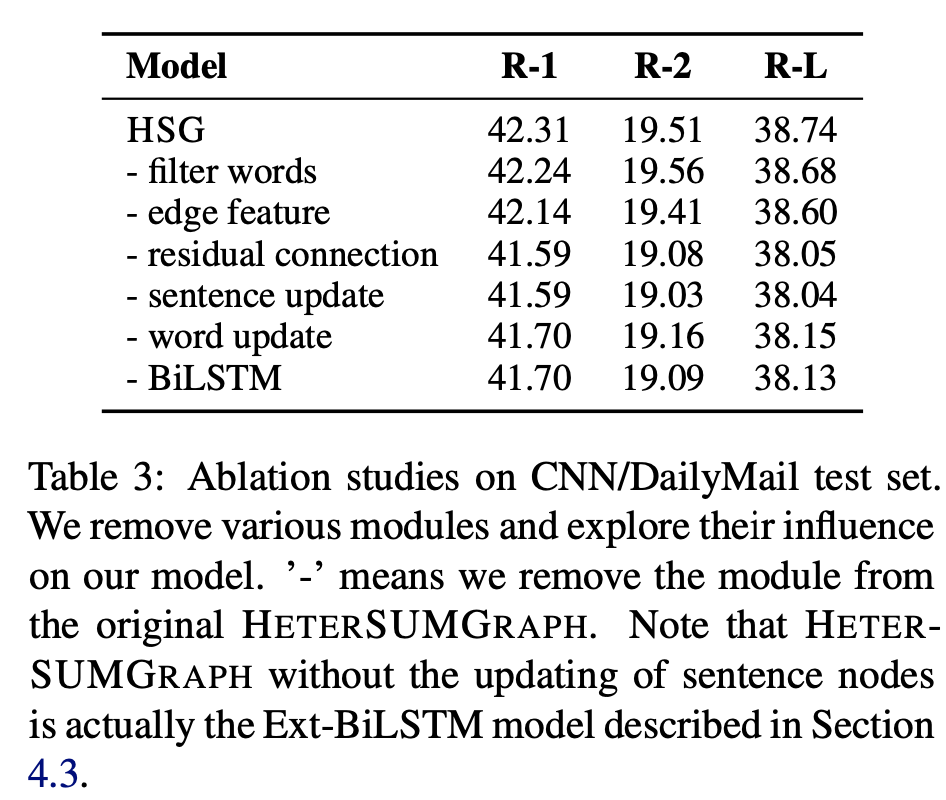 Model R-1 R-2 R-L
HSG 42.31 19.51 38.74
- filter words 42.24 19.56 38.68
- edge feature 42.14 19.41 38.60
- residual connection 41.59 19.08 38.05
- sentence update 41.59 19.03 38.04
- word update 41.70 19.16 38.15
- BiLSTM 41.70 19.09 38.13
Table 3: Ablation studies on CNN/DailyMail test set.
We remove various modules and explore their influence
on our model. ’-’ means we remove the module from
the original HETERSUMGRAPH. Note that HETER-
SUMGRAPH without the updating of sentence nodes
is actually the Ext-BiLSTM model described in Section
4.3.